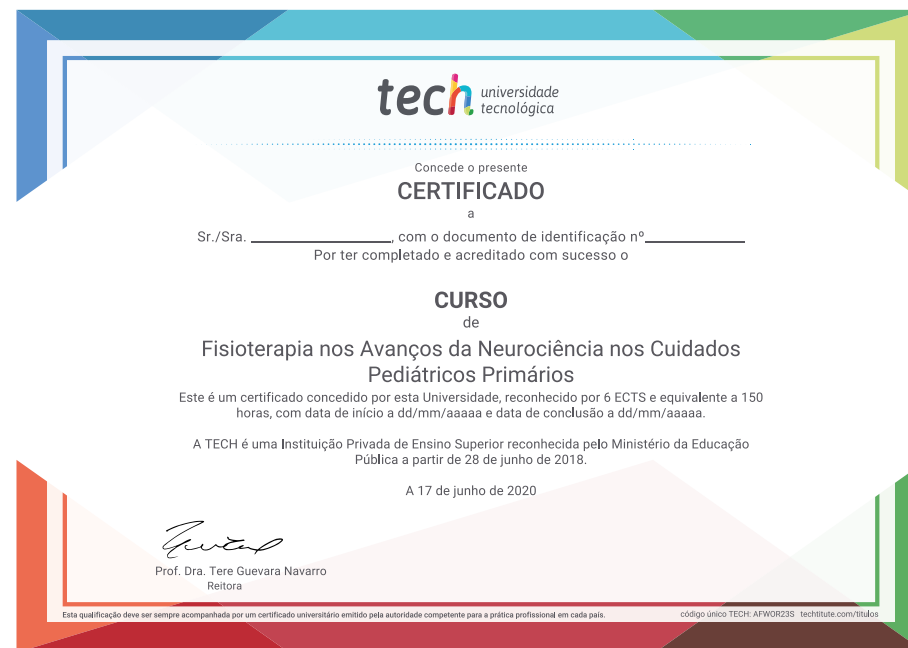 tech universidade
tecnológica
Concede o presente
CERTIFICADO
a
Sr./Sra. ________________, com o documento de identificação nº____________
Por ter completado e acreditado com sucesso o
CURSO
de
Fisioterapia nos Avanços da Neurociência nos Cuidados
Pediátricos Primários
Este é um certificado concedido por esta Universidade, reconhecido por 6 ECTS e equivalente a 150
horas, com data de início a dd/mm/aaaaa e data de conclusão a dd/mm/aaaaa.
A TECH é uma Instituição Privada de Ensino Superior reconhecida pelo Ministério da Educação
Pública a partir de 28 de junho de 2018.
A 17 de junho de 2020
Prof. Dra. Tere Guevara Navarro
Reitora
Esta qualificação deve ser sempre acompanhada por um certificado universitário emitido pela autoridade competente para a prática profissional em cada país.
código único TECH: AFWOR23S techtitute.com/títulos